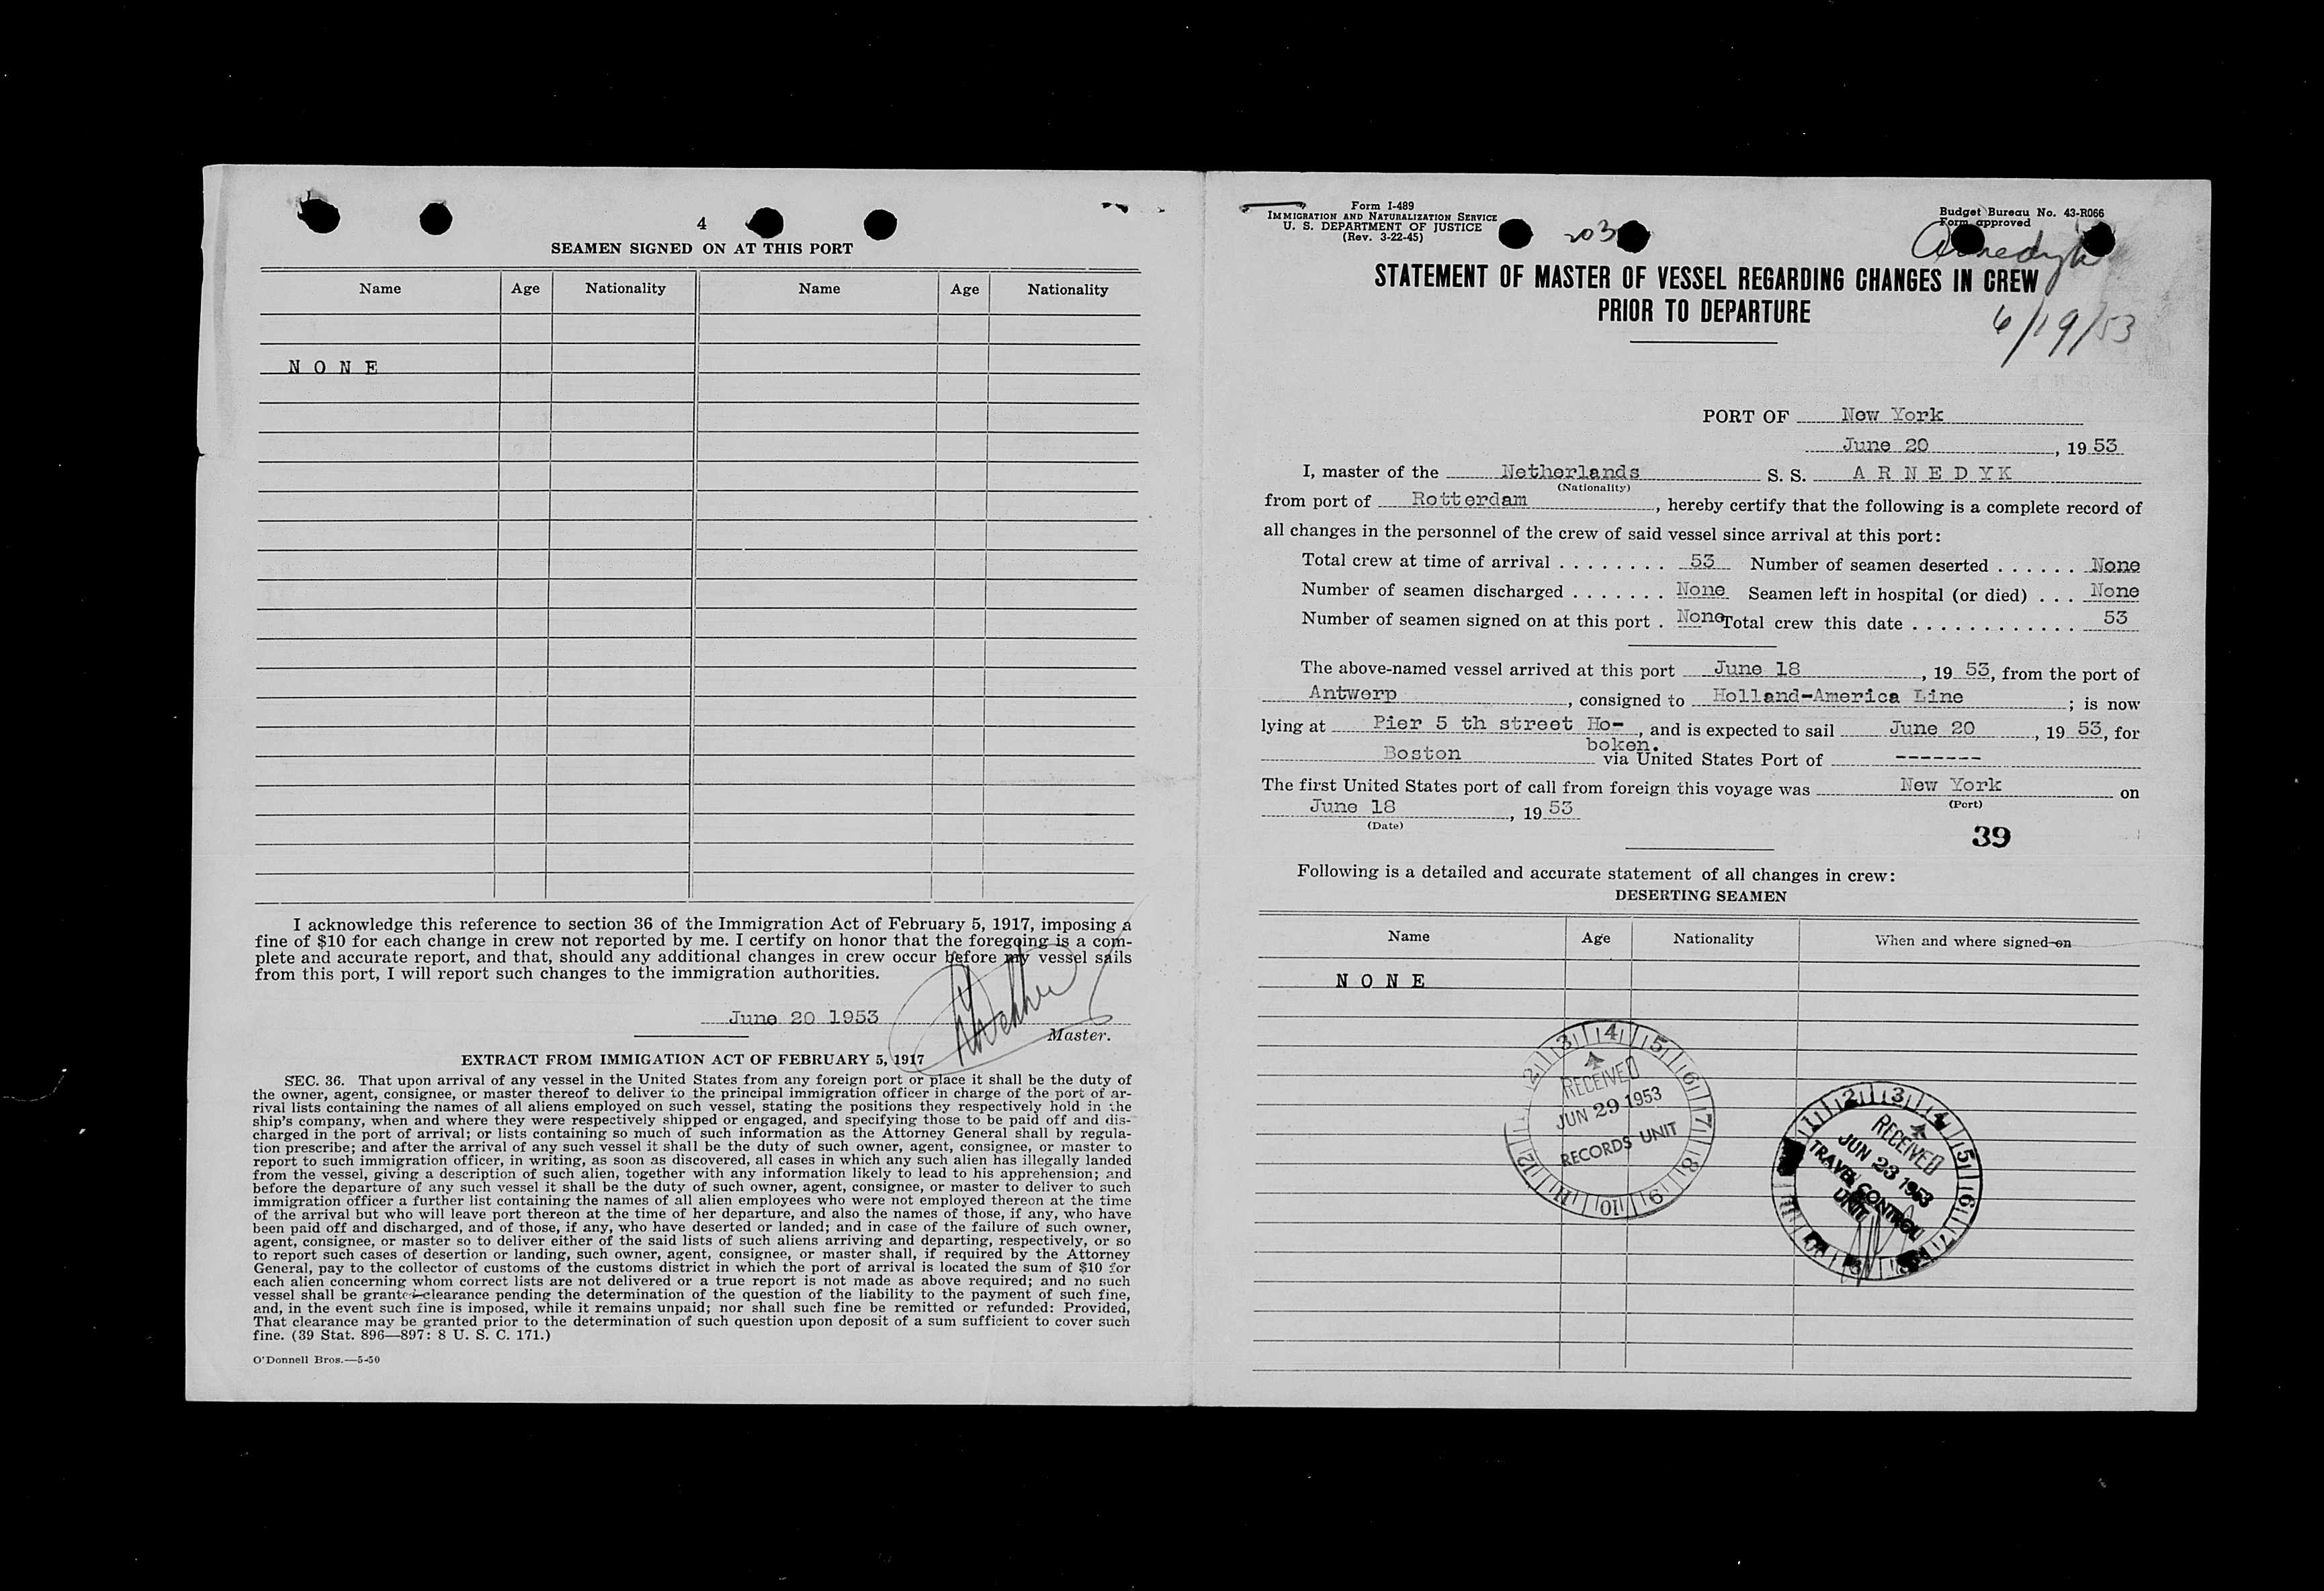 4
SEAMEN SIGNED ON AT THIS PORT
Name Age Nationality Name Age Nationality
N O N E
I acknowledge this reference to section 36 of the Immigration Act of February 5, 1917, imposing a
fine of $10 for each change in crew not reported by me. I certify on honor that the foregoing is a com-
plete and accurate report, and that, should any additional changes in crew occur before my vessel sails
from this port, I will report such changes to the immigration authorities.
June 20 1953
Master.
EXTRACT FROM IMMIGATION ACT OF FEBRUARY 5, 1917
SEC. 36. That upon arrival of any vessel in the United States from any foreign port or place it shall be the duty of
the owner, agent, consignee, or master thereof to deliver to the principal immigration officer in charge of the port of ar-
rival lists containing the names of all aliens employed on such vessel, stating the positions they respectively hold in the
ship's company, when and where they were respectively shipped or engaged, and specifying those to be paid off and dis-
charged in the port of arrival; or lists containing so much of such information as the Attorney General shall by regula-
tion prescribe; and after the arrival of any such vessel it shall be the duty of such owner, agent, consignee, or master to
report to such immigration officer, in writing, as soon as discovered, all cases in which any such alien has illegally landed
from the vessel, giving a description of such alien, together with any information likely to lead to his apprehension; and
before the departure of any such vessel it shall be the duty of such owner, agent, consignee, or master to deliver to such
immigration officer a further list containing the names of all alien employees who were not employed thereon at the time
of the arrival but who will leave port thereon at the time of her departure, and also the names of those, if any, who have
been paid off and discharged, and of those, if any, who have deserted or landed; and in case of the failure of such owner,
agent, consignee, or master so to deliver either of the said lists of such aliens arriving and departing, respectively, or so
to report such cases of desertion or landing, such owner, agent, consignee, or master shall, if required by the Attorney
General, pay to the collector of customs of the customs district in which the port of arrival is located the sum of $10 for
each alien concerning whom correct lists are not delivered or a true report is not made as above required; and no such
vessel shall be granted clearance pending the determination of the question of the liability to the payment of such fine,
and, in the event such fine is imposed, while it remains unpaid; nor shall such fine be remitted or refunded: Provided,
That clearance may be granted prior to the determination of such question upon deposit of a sum sufficient to cover such
fine. (39 Stat. 896—897: 8 U. S. C. 171.)
O'Donnell Bros.—5-50
Form I-489
IMMIGRATION AND NATURALIZATION SERVICE
U. S. DEPARTMENT OF JUSTICE
(Rev. 3-22-45)
203
Budget Bureau No. 43-R066
Form approved
Arnedyk
STATEMENT OF MASTER OF VESSEL REGARDING CHANGES IN CREW
PRIOR TO DEPARTURE
6/19/53
PORT OF New York
June 20, 1953
I, master of the Netherlands S. S. A R N E D Y K
(Nationality)
from port of Rotterdam, hereby certify that the following is a complete record of
all changes in the personnel of the crew of said vessel since arrival at this port:
Total crew at time of arrival . . . . . . . . 53 Number of seamen deserted . . . . . . None
Number of seamen discharged . . . . . . . None Seamen left in hospital (or died) . . . None
Number of seamen signed on at this port . None Total crew this date . . . . . . . . . . . . 53
The above-named vessel arrived at this port June 18, 1953, from the port of
Antwerp, consigned to Holland-America Line; is now
lying at Pier 5 th street Ho-, and is expected to sail June 20, 1953, for
boken.
Boston via United States Port of -------
The first United States port of call from foreign this voyage was New York on
(Port)
June 18, 1953
(Date)
39
Following is a detailed and accurate statement of all changes in crew:
DESERTING SEAMEN
Name Age Nationality When and where signed on
N O N E
1 2 3 4 5 6 7 8 9 10 11 12
RECEIVED
JUN 29 1953
RECORDS UNIT
1 2 3 4 5 6 7
RECEIVED
JUN 23 1953
TRAVEL CONTROL
UNIT